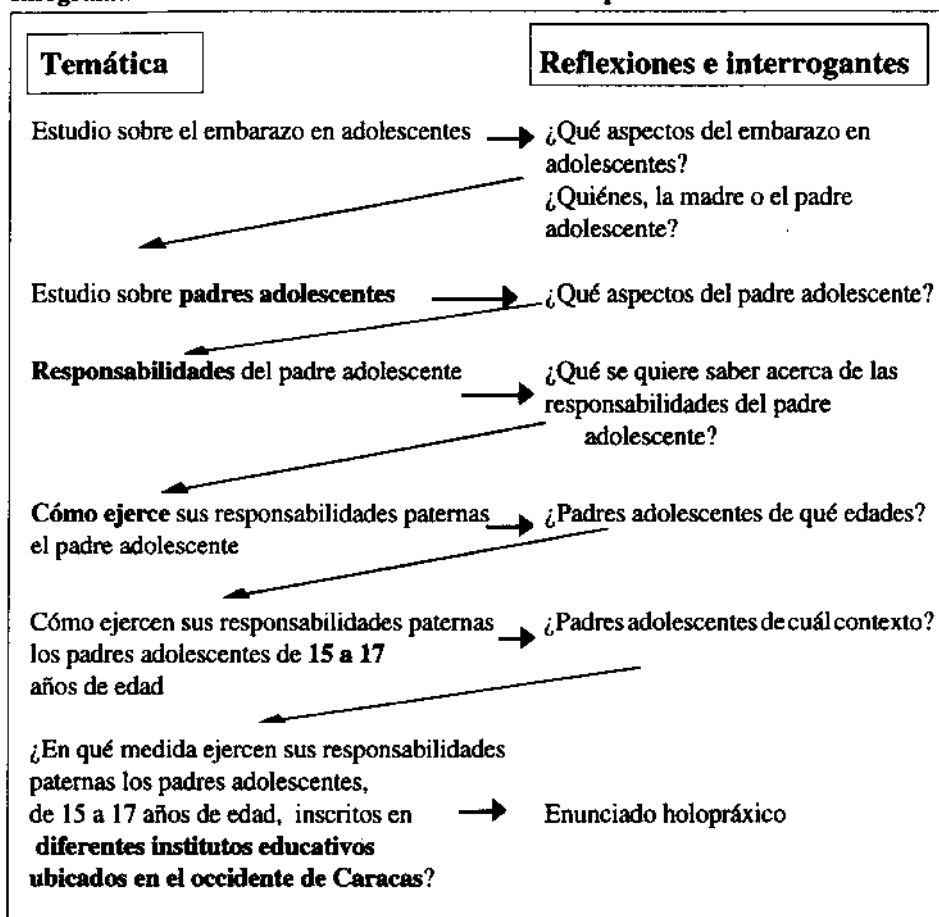 Temática
Reflexiones e interrogantes
Estudio sobre el embarazo en adolescentes
¿Qué aspectos del embarazo en
adolescentes?
¿Quiénes, la madre o el padre
adolescente?
Estudio sobre padres adolescentes
¿Qué aspectos del padre adolescente?
Responsabilidades del padre adolescente
¿Qué se quiere saber acerca de las
responsabilidades del padre
adolescente?
Cómo ejerce sus responsabilidades paternas
el padre adolescente
¿Padres adolescentes de qué edades?
Cómo ejercen sus responsabilidades paternas
los padres adolescentes de 15 a 17
años de edad
¿Padres adolescentes de cuál contexto?
¿En qué medida ejercen sus responsabilidades
paternas los padres adolescentes,
de 15 a 17 años de edad, inscritos en
diferentes institutos educativos
ubicados en el occidente de Caracas?
Enunciado holopráxico